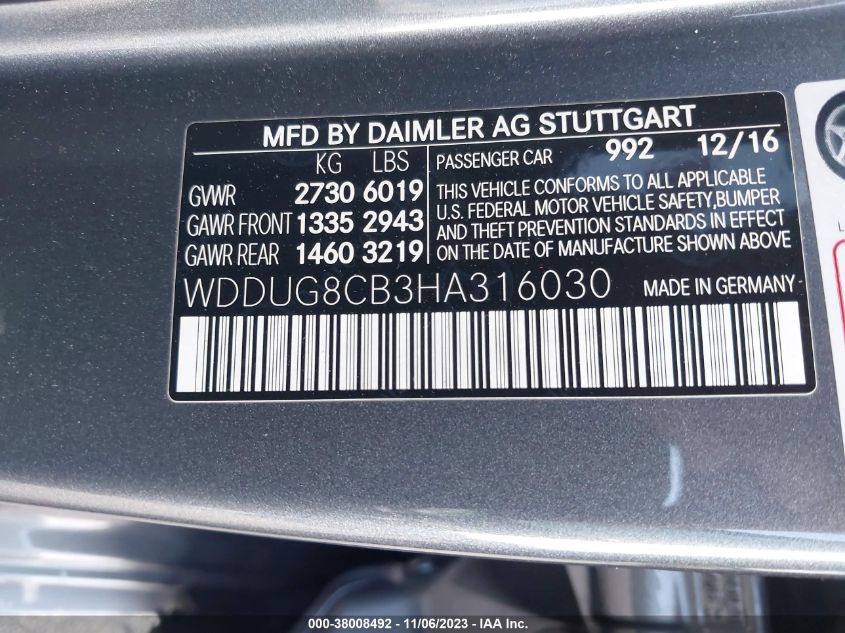 MFD BY DAIMLER AG STUTTGART
KG LBS
GVWR 2730 6019
GAWR FRONT 1335 2943
GAWR REAR 1460 3219
PASSENGER CAR 992 12/16
THIS VEHICLE CONFORMS TO ALL APPLICABLE
U.S. FEDERAL MOTOR VEHICLE SAFETY,BUMPER
AND THEFT PREVENTION STANDARDS IN EFFECT
ON THE DATE OF MANUFACTURE SHOWN ABOVE
WDDUG8CB3HA316030 MADE IN GERMANY
000-38008492 - 11/06/2023 - IAA Inc.